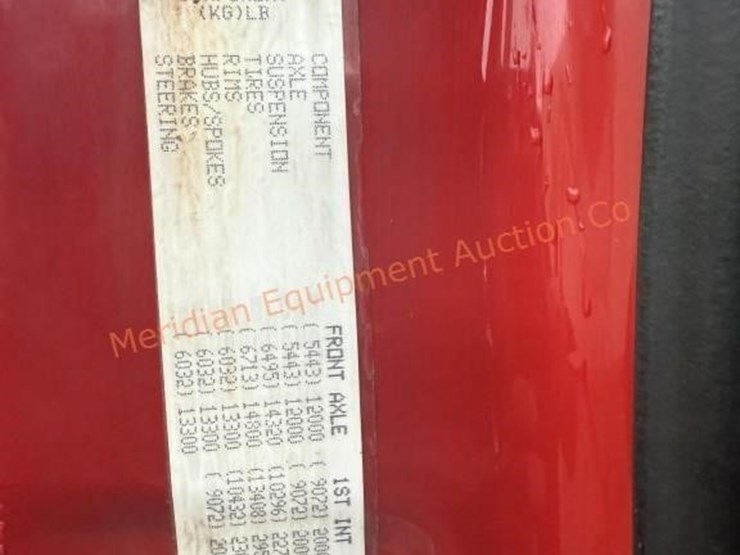 (KG)LB
COMPONENT FRONT AXLE 1ST INT
AXLE ( 5443) 12000 ( 9072)
SUSPENSION ( 5443) 12000 ( 9072)
TIRES ( 6495) 14320 (10296)
RIMS ( 6713) 14800 (13408)
HUBS/SPOKES ( 6032) 13300 (10432)
BRAKES ( 6032) 13300 ( 9072)
STEERING ( 6032) 13300
Meridian Equipment Auction Co